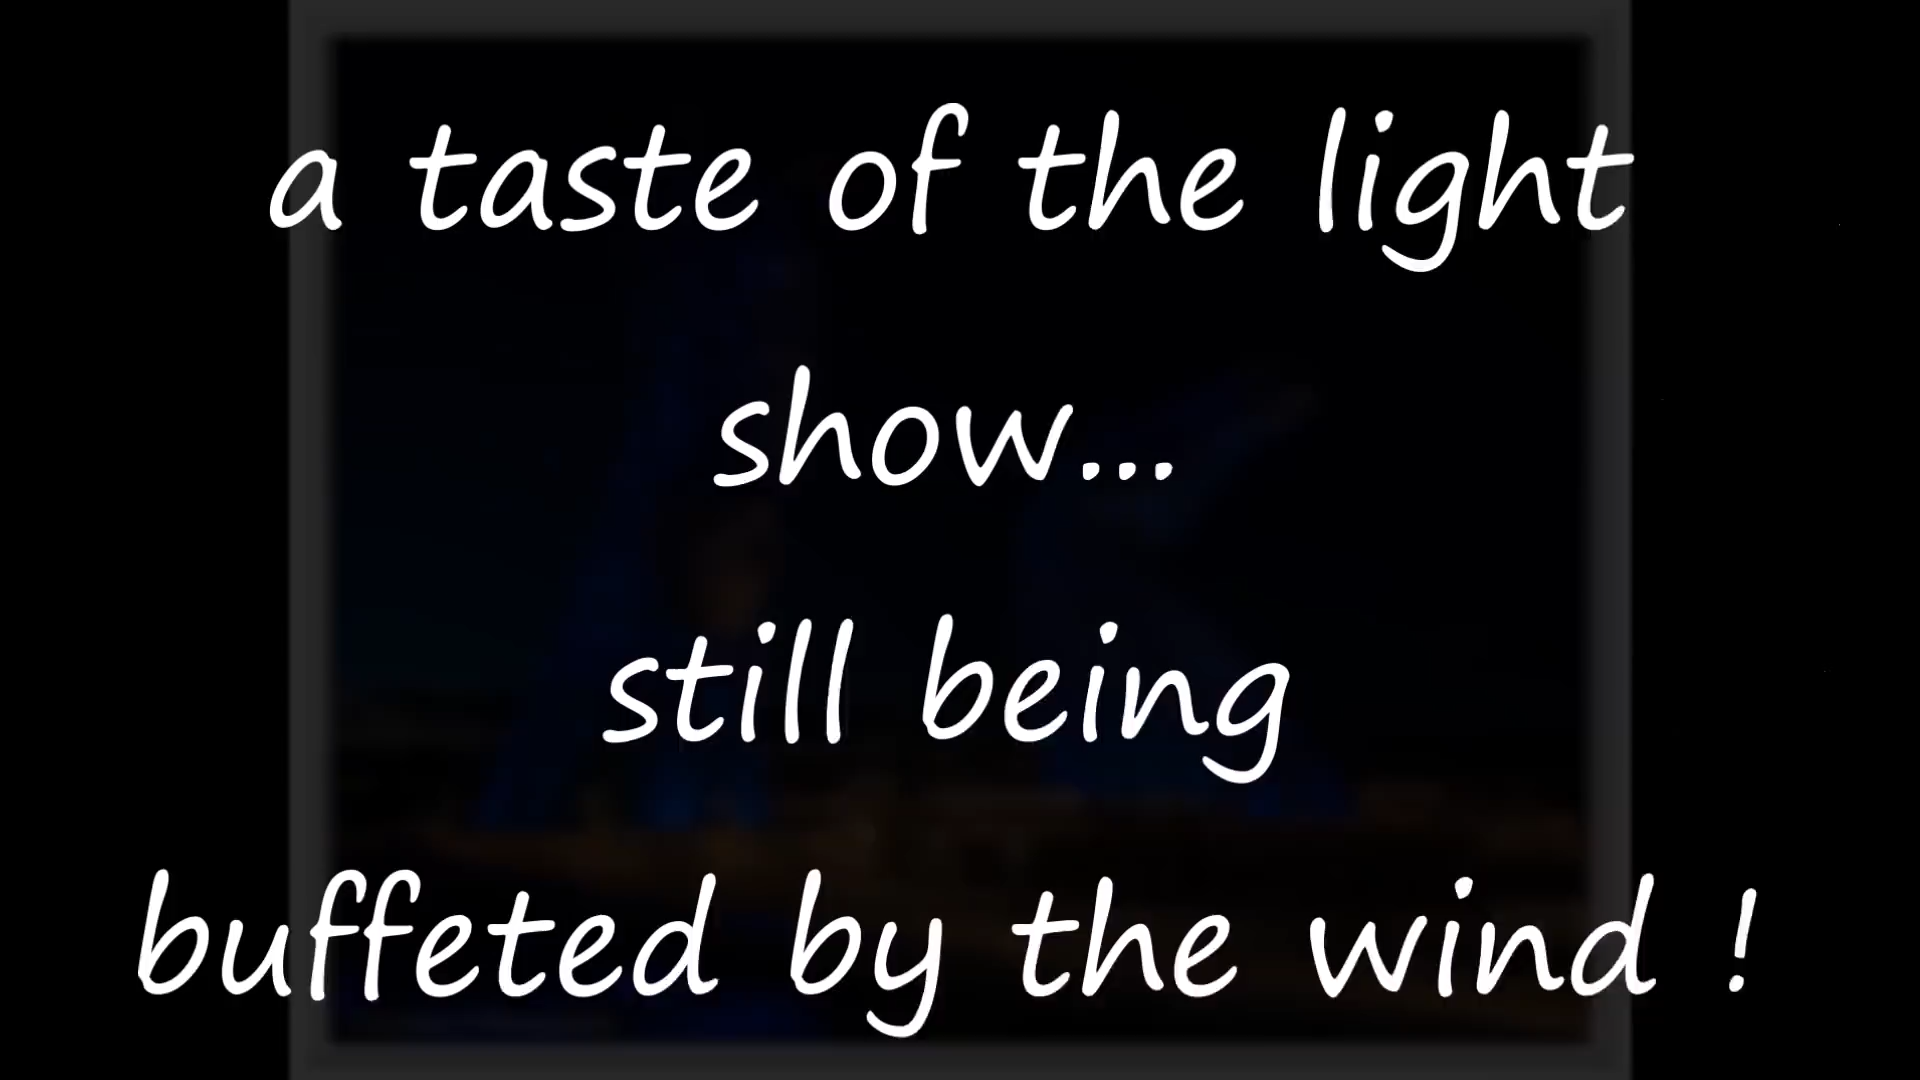 a taste of the light
show...
still being
buffeted by the wind !